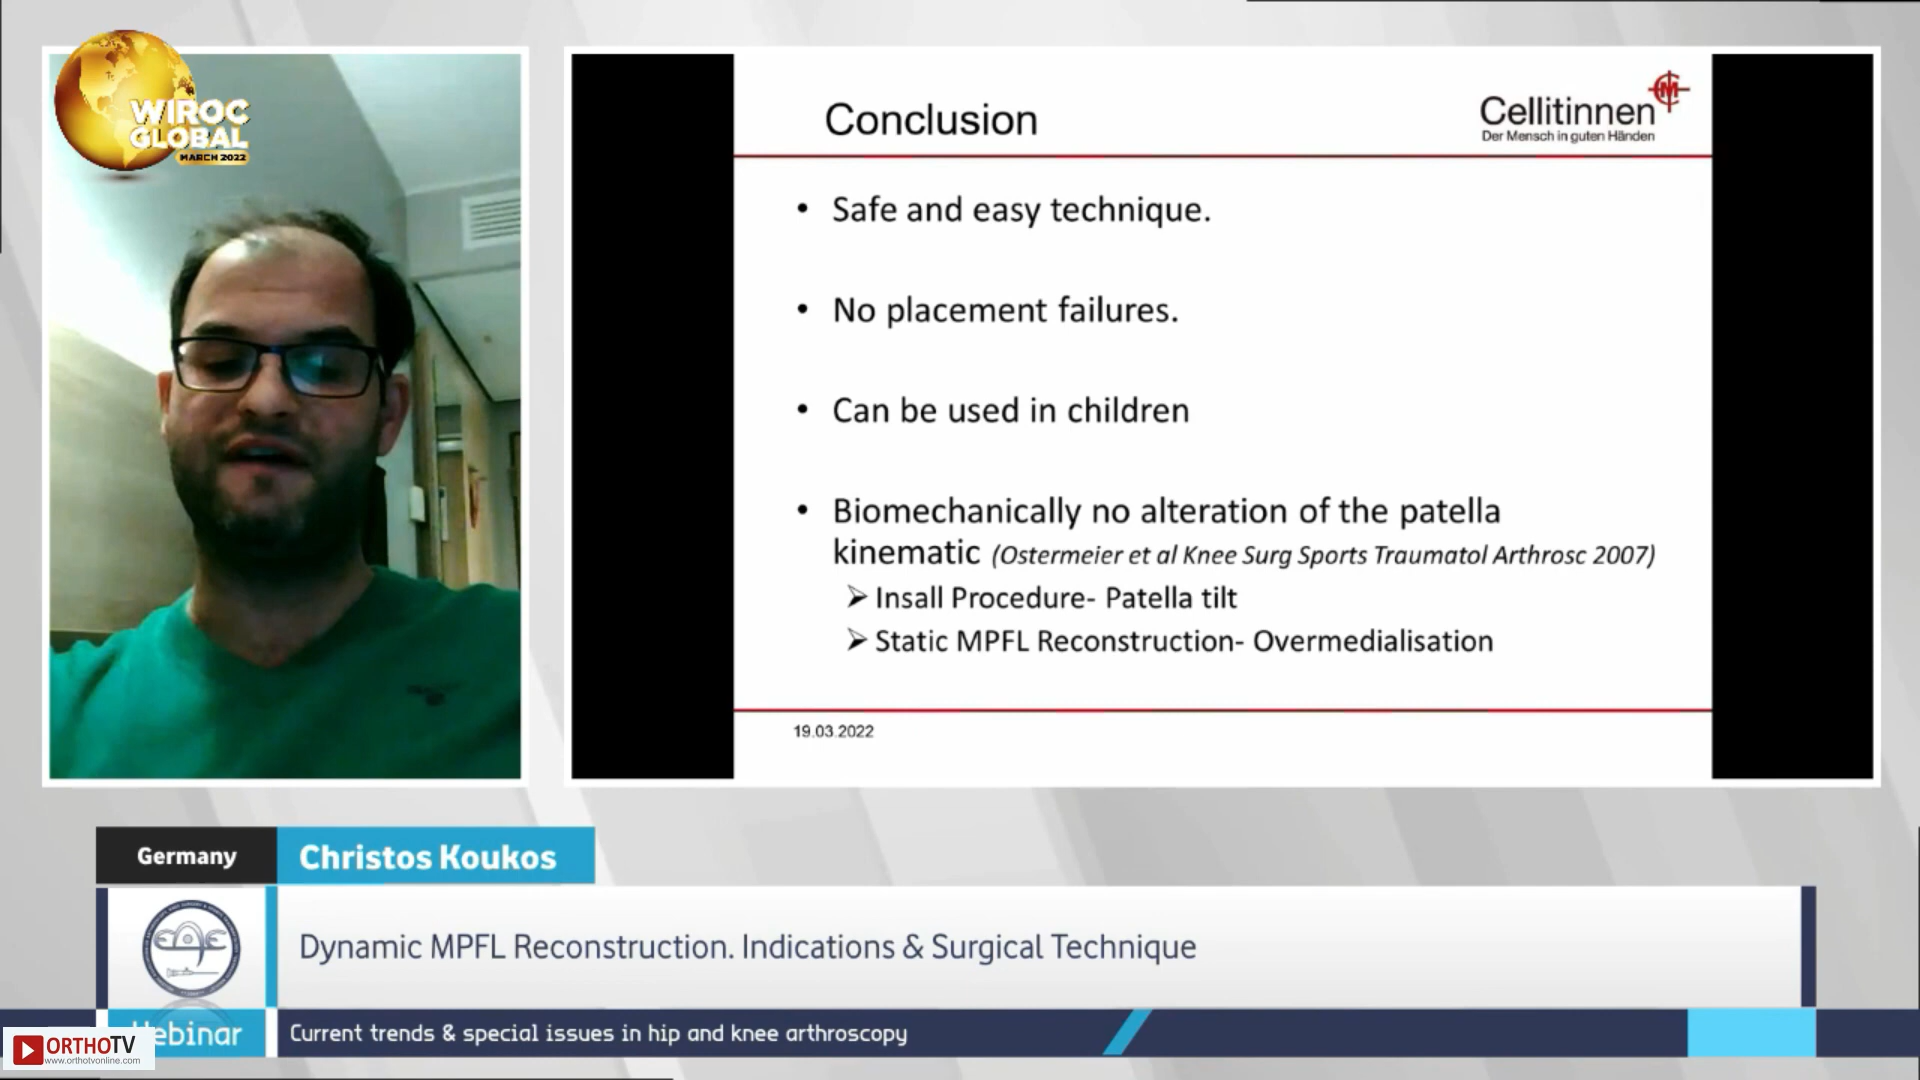 WIROC
GLOBAL
MARCH 2022
Conclusion
Cellitinnen
Der Mensch in guten Händen
• Safe and easy technique.
• No placement failures.
• Can be used in children
• Biomechanically no alteration of the patella
kinematic (Ostermeier et al Knee Surg Sports Traumatol Arthrosc 2007)
➢ Insall Procedure- Patella tilt
➢ Static MPFL Reconstruction- Overmedialisation
19.03.2022
Germany
Christos Koukos
Dynamic MPFL Reconstruction. Indications & Surgical Technique
Webinar
Current trends & special issues in hip and knee arthroscopy
ORTHOTV
www.orthotvonline.com